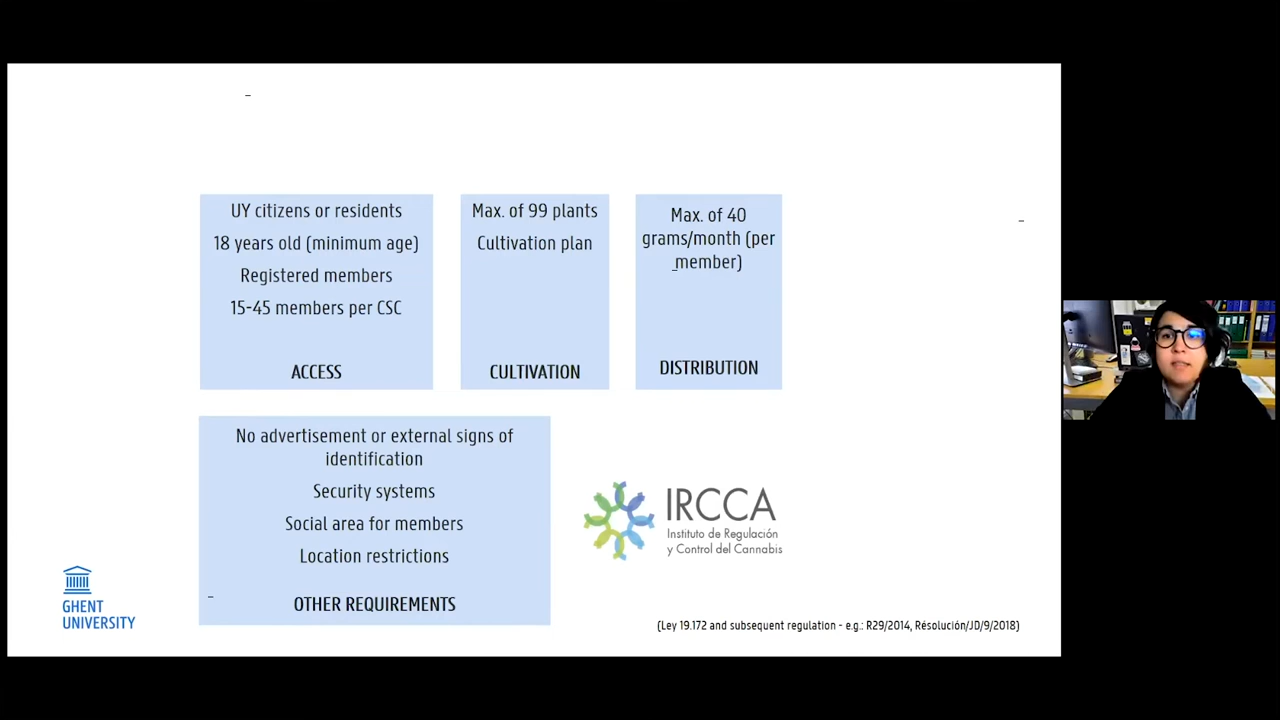 UY citizens or residents
18 years old (minimum age)
Registered members
15-45 members per CSC
ACCESS
Max. of 99 plants
Cultivation plan
CULTIVATION
Max. of 40
grams/month (per
member)
DISTRIBUTION
No advertisement or external signs of
identification
Security systems
Social area for members
Location restrictions
OTHER REQUIREMENTS
IRCCA
Instituto de Regulación
y Control del Cannabis
GHENT
UNIVERSITY
(Ley 19.172 and subsequent regulation - e.g.: R29/2014, Résolución/JD/9/2018)